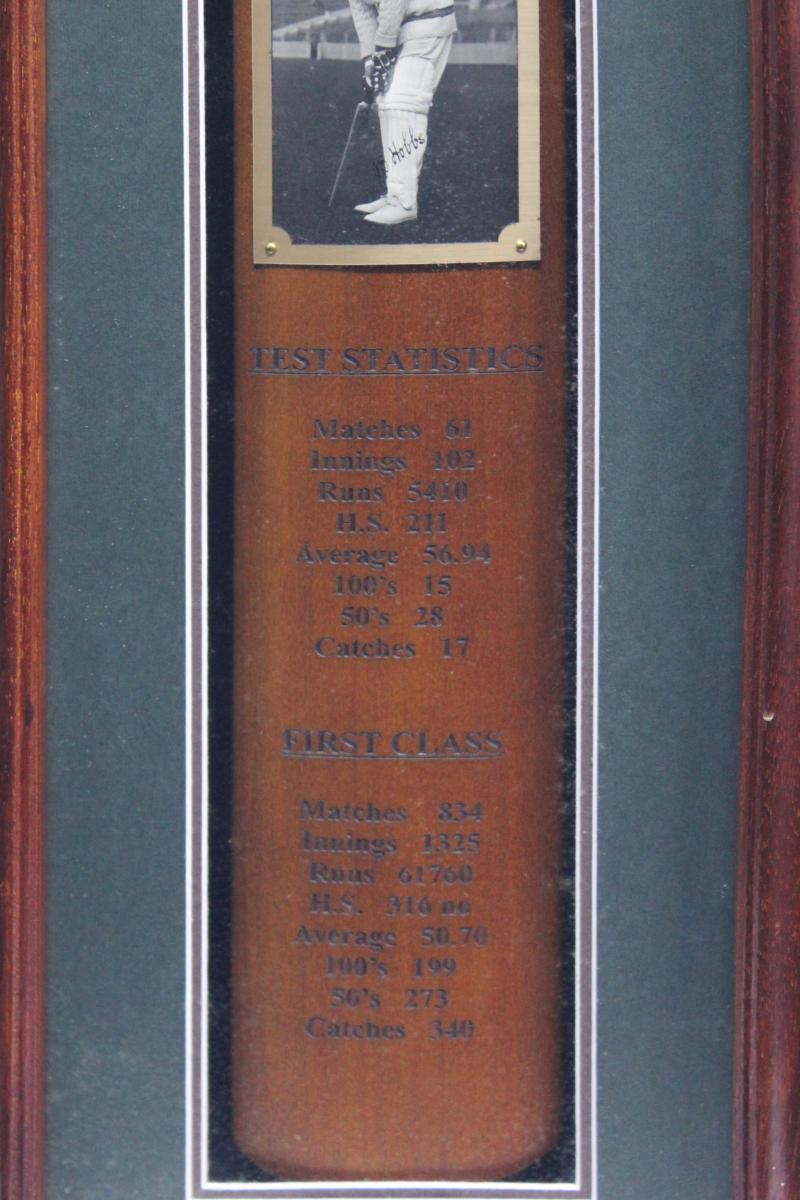 Hobbs
TEST STATISTICS
Matches 61
Innings 102
Runs 5410
H.S. 211
Average 56.94
100's 15
50's 28
Catches 17
FIRST CLASS
Matches 834
Innings 1325
Runs 61760
H.S. 316 no
Average 50.70
100's 199
50's 273
Catches 340